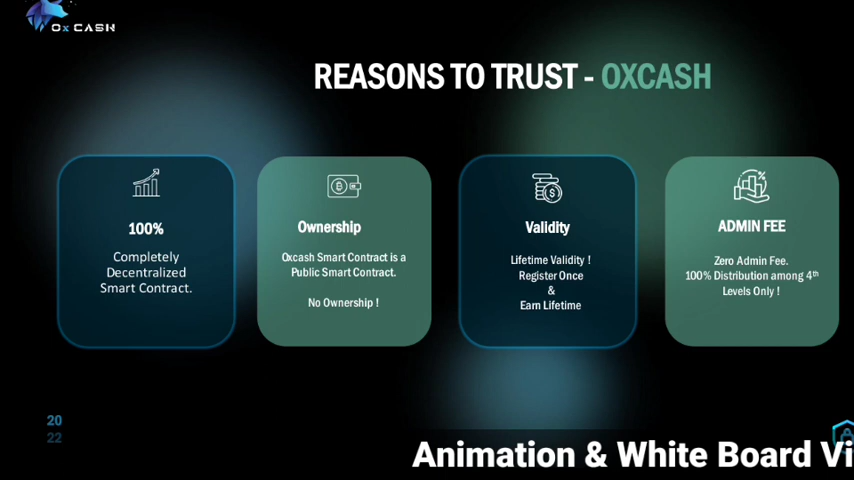 Ox CASH
REASONS TO TRUST - OXCASH
100%
Completely
Decentralized
Smart Contract.
Ownership
Oxcash Smart Contract is a
Public Smart Contract.
No Ownership !
Validity
Lifetime Validity !
Register Once
&
Earn Lifetime
ADMIN FEE
Zero Admin Fee.
100% Distribution among 4th
Levels Only !
20
22
Animation & White Board Vi